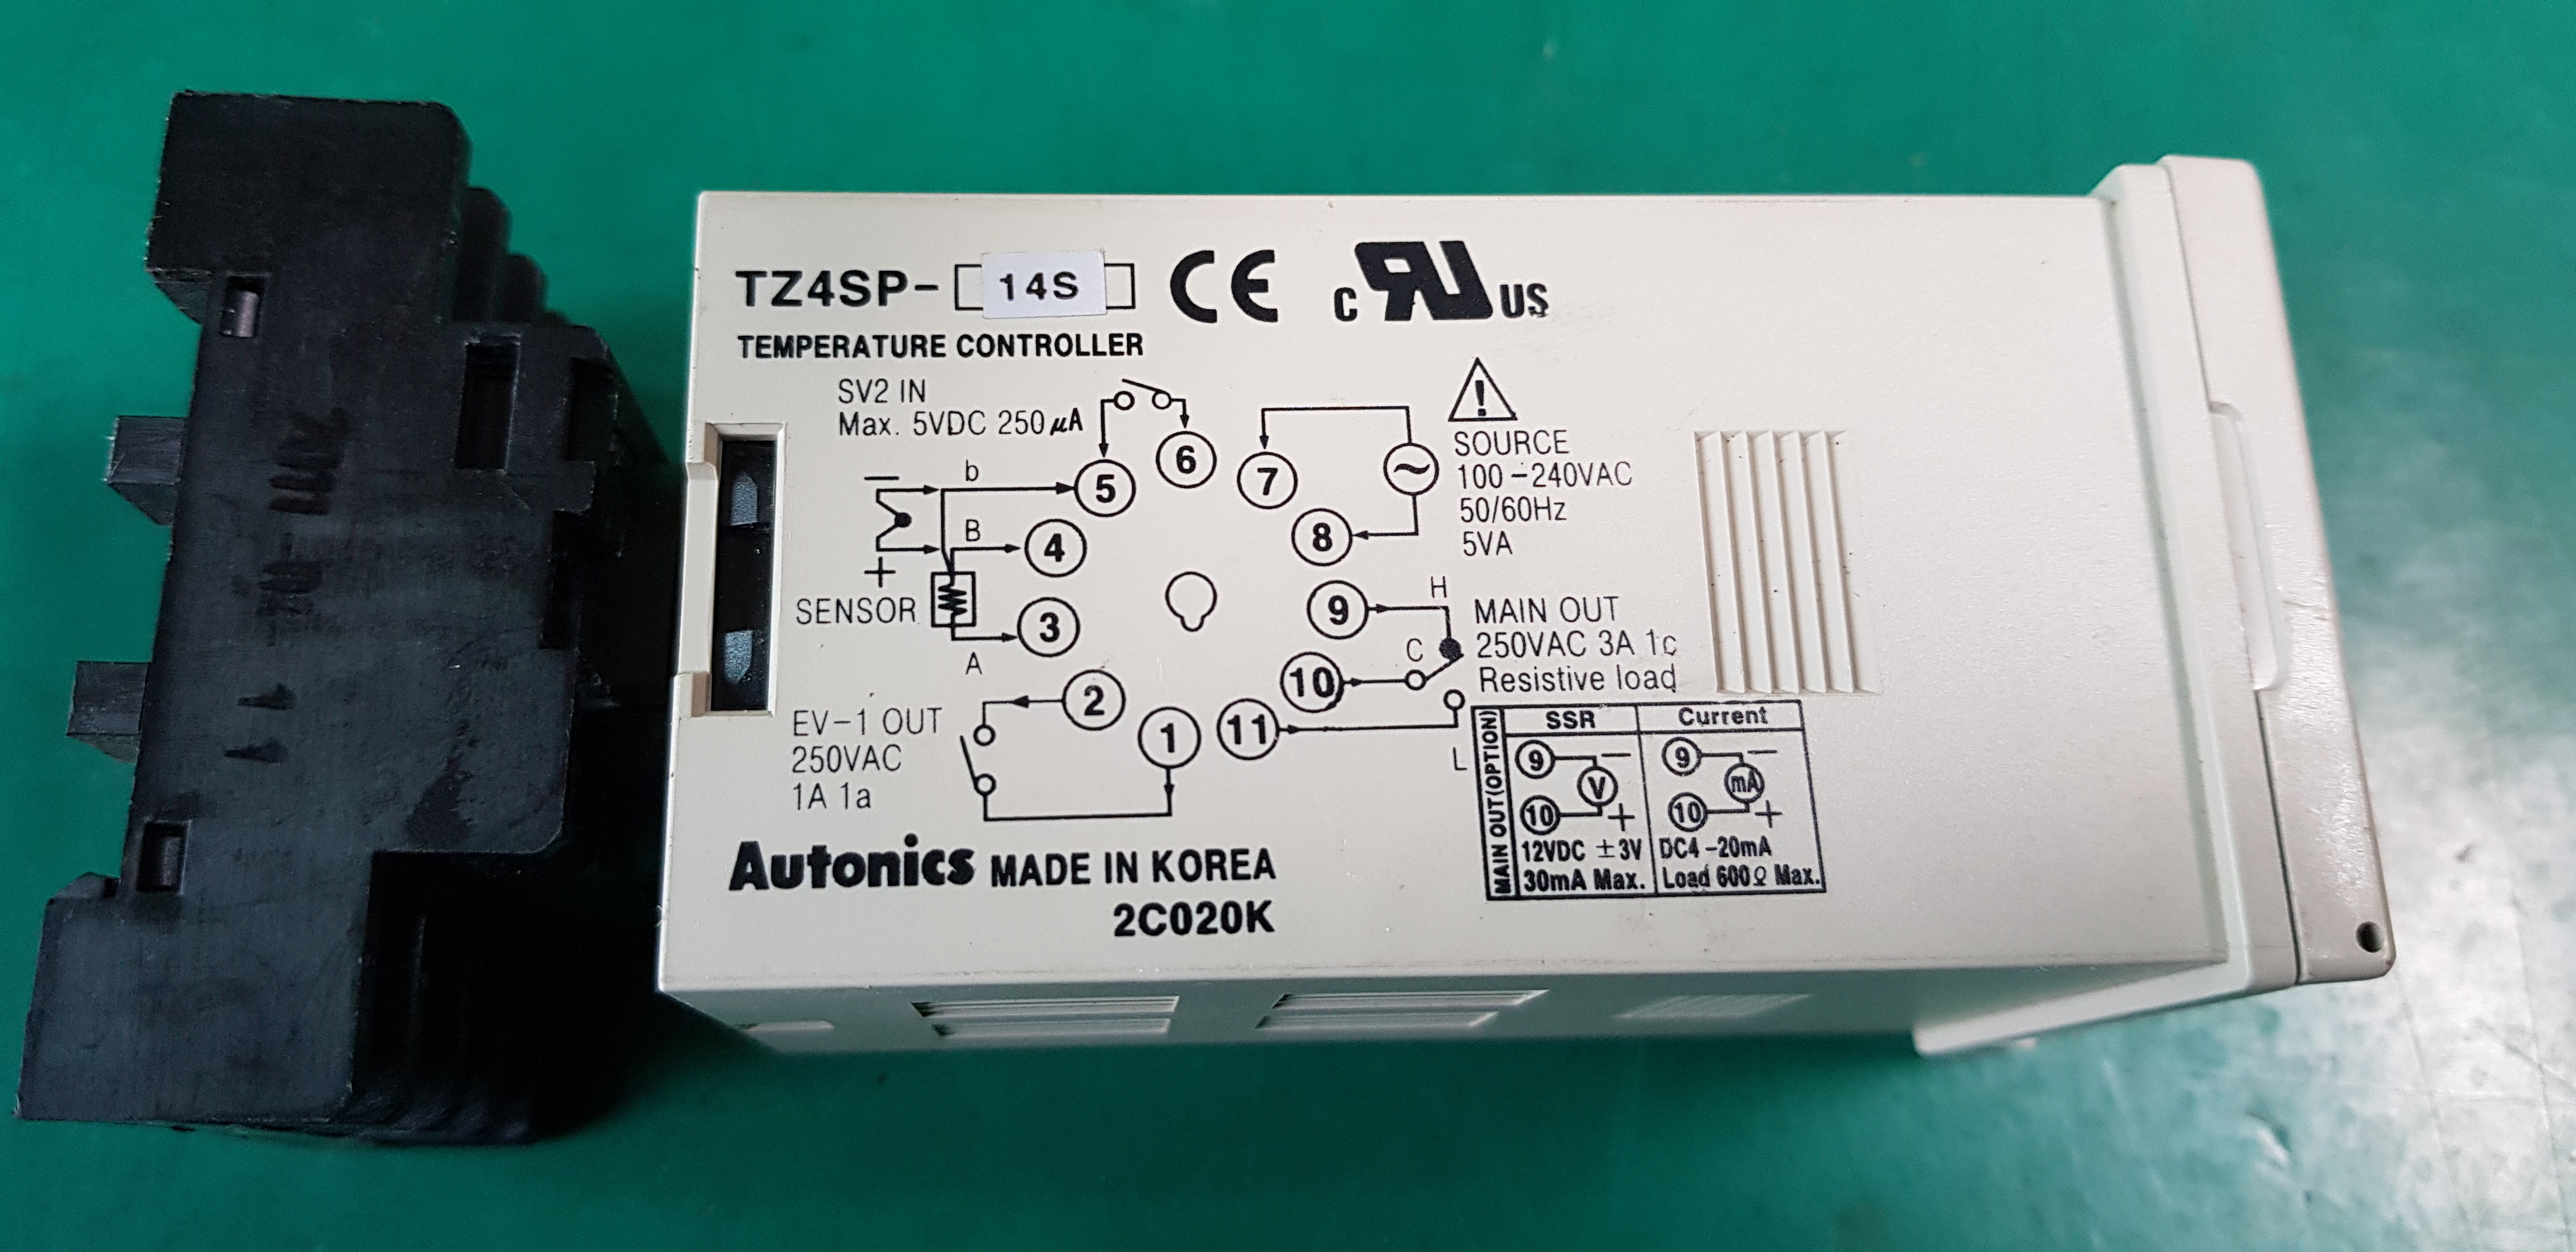 TZ4SP- 14S CE c RU US
TEMPERATURE CONTROLLER
SV2 IN
Max. 5VDC 250 μA
5
6
7
8
SOURCE
100-240VAC
50/60Hz
5VA
b
B
4
+
SENSOR
3
A
9
H
MAIN OUT
250VAC 3A 1c
Resistive load
C
10
2
1
11
L
EV-1 OUT
250VAC
1A 1a
MAIN OUT(OPTION)
SSR
9
V
10
+
12VDC ±3V
30mA Max.
Current
9
mA
10
+
DC4-20mA
Load 600Ω Max.
Autonics MADE IN KOREA
2C020K